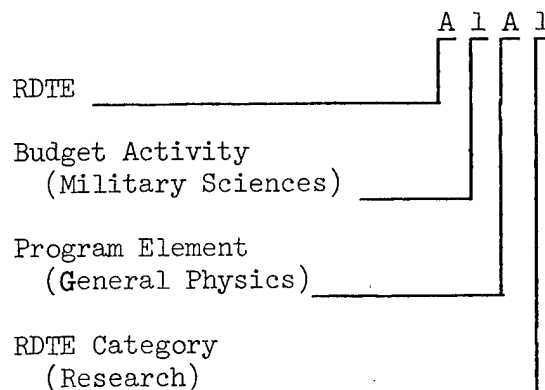 A 1 A 1
RDTE
Budget Activity
(Military Sciences)
Program Element
(General Physics)
RDTE Category
(Research)